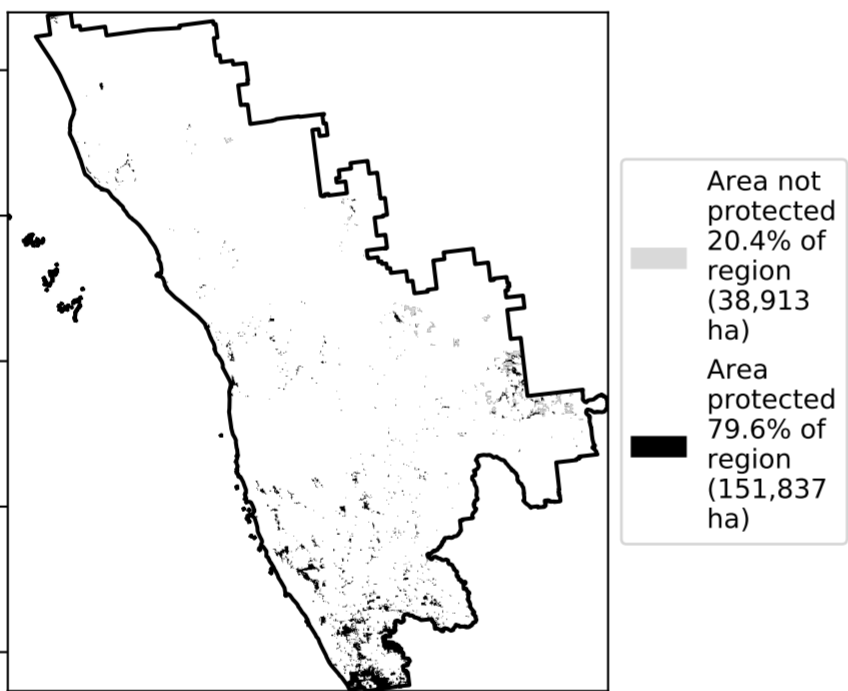 Area not
protected
20.4% of
region
(38,913
ha)
Area
protected
79.6% of
region
(151,837
ha)